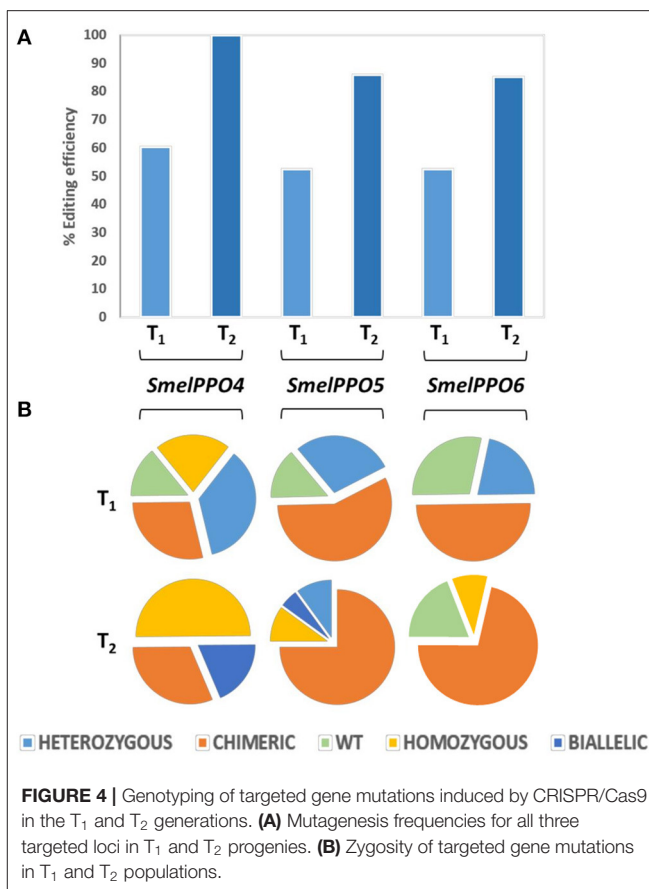 A
% Editing efficiency
100
90
80
70
60
50
40
30
20
10
0
T1 T2 T1 T2 T1 T2
SmelPPO4 SmelPPO5 SmelPPO6
B
T1
T2
HETEROZYGOUS CHIMERIC WT HOMOZYGOUS BIALLELIC
FIGURE 4 | Genotyping of targeted gene mutations induced by CRISPR/Cas9
in the T1 and T2 generations. (A) Mutagenesis frequencies for all three
targeted loci in T1 and T2 progenies. (B) Zygosity of targeted gene mutations
in T1 and T2 populations.